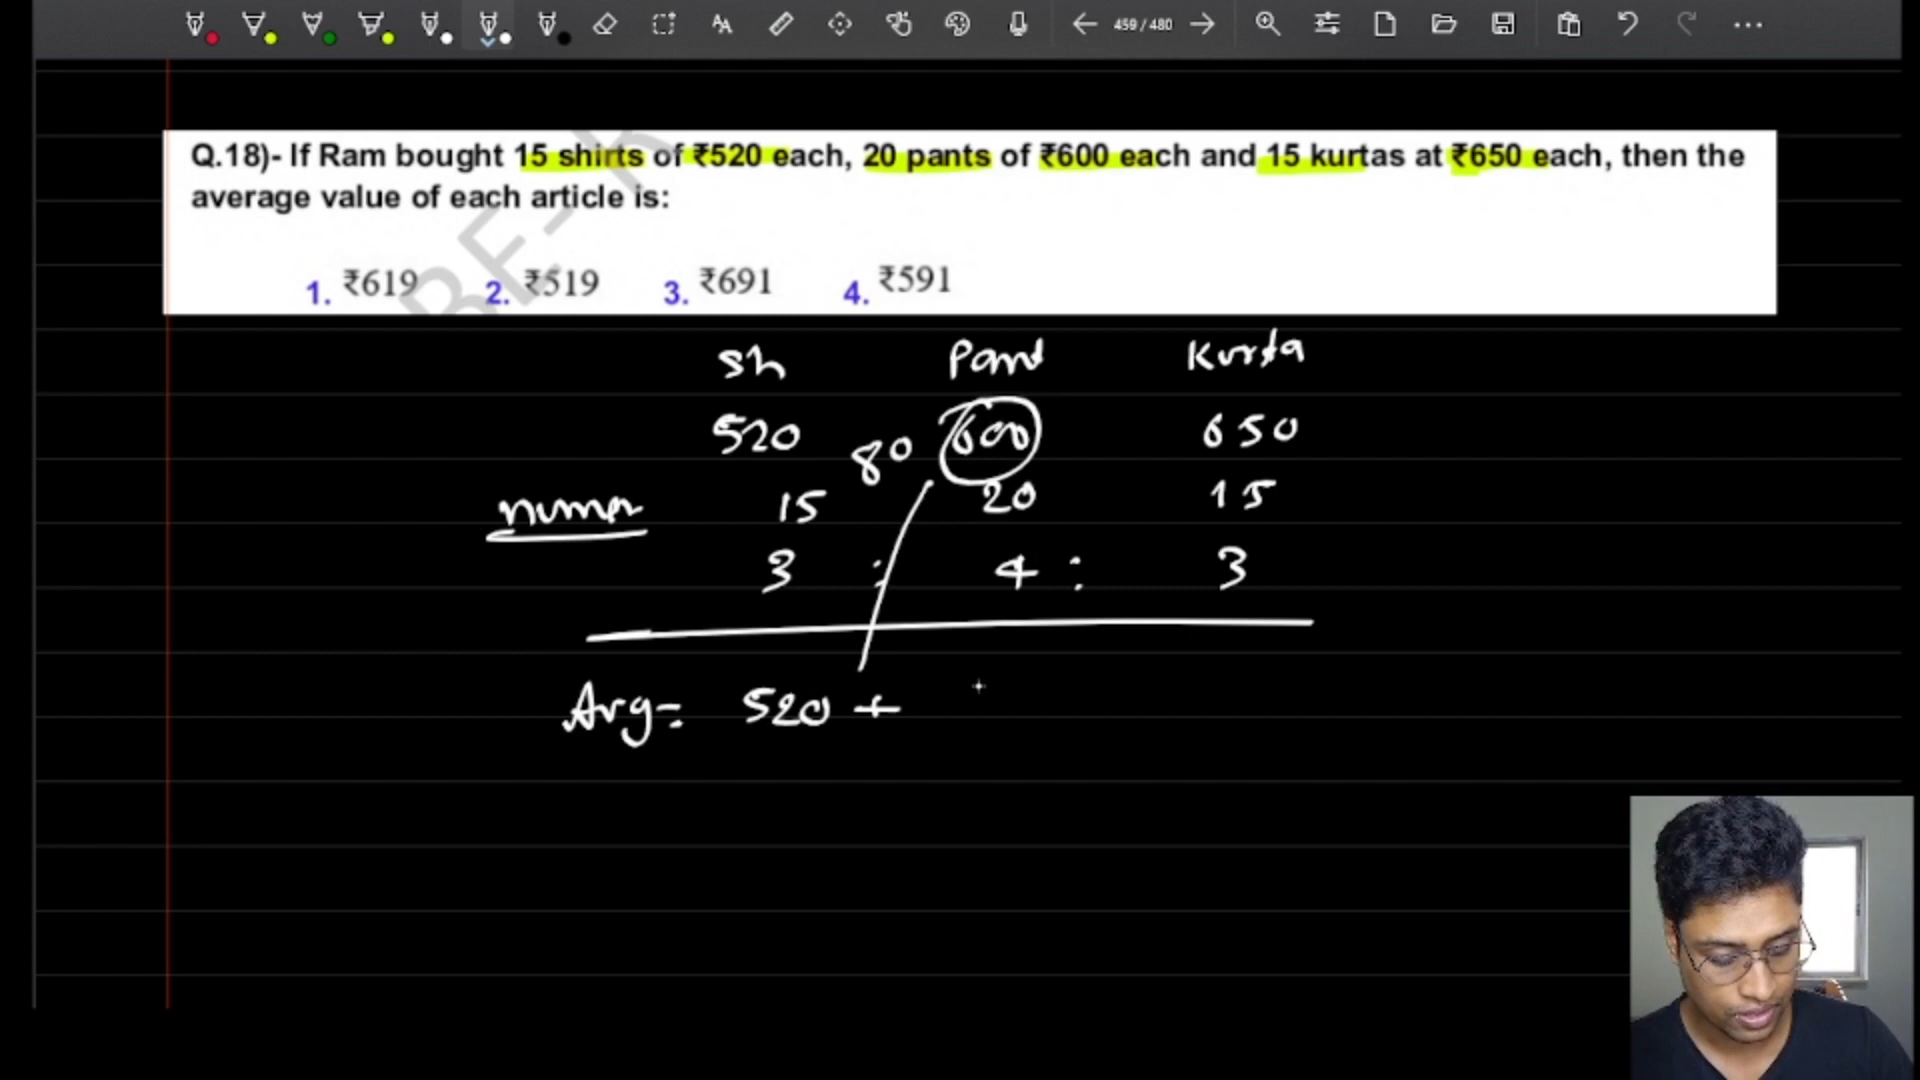 459 / 480
Q.18)- If Ram bought 15 shirts of ₹520 each, 20 pants of ₹600 each and 15 kurtas at ₹650 each, then the
average value of each article is:
1. ₹619 2. ₹519 3. ₹691 4. ₹591
Sh Pant Kurta
520 80 600 650
15 20 15
3 : 4 : 3
Avg = 520 +